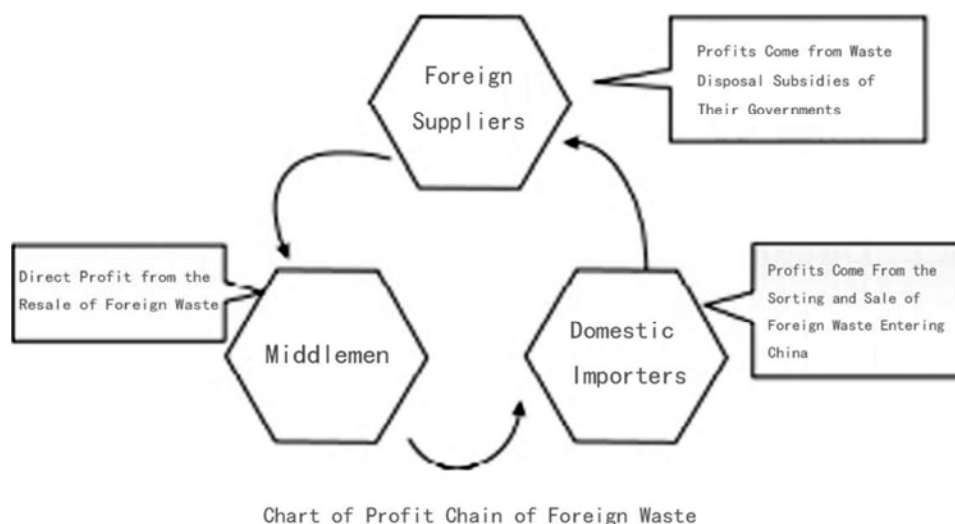 Foreign
Suppliers
Profits Come from Waste
Disposal Subsidies of
Their Governments
Direct Profit from the
Resale of Foreign Waste
Middlemen
Domestic
Importers
Profits Come From the
Sorting and Sale of
Foreign Waste Entering
China
Chart of Profit Chain of Foreign Waste